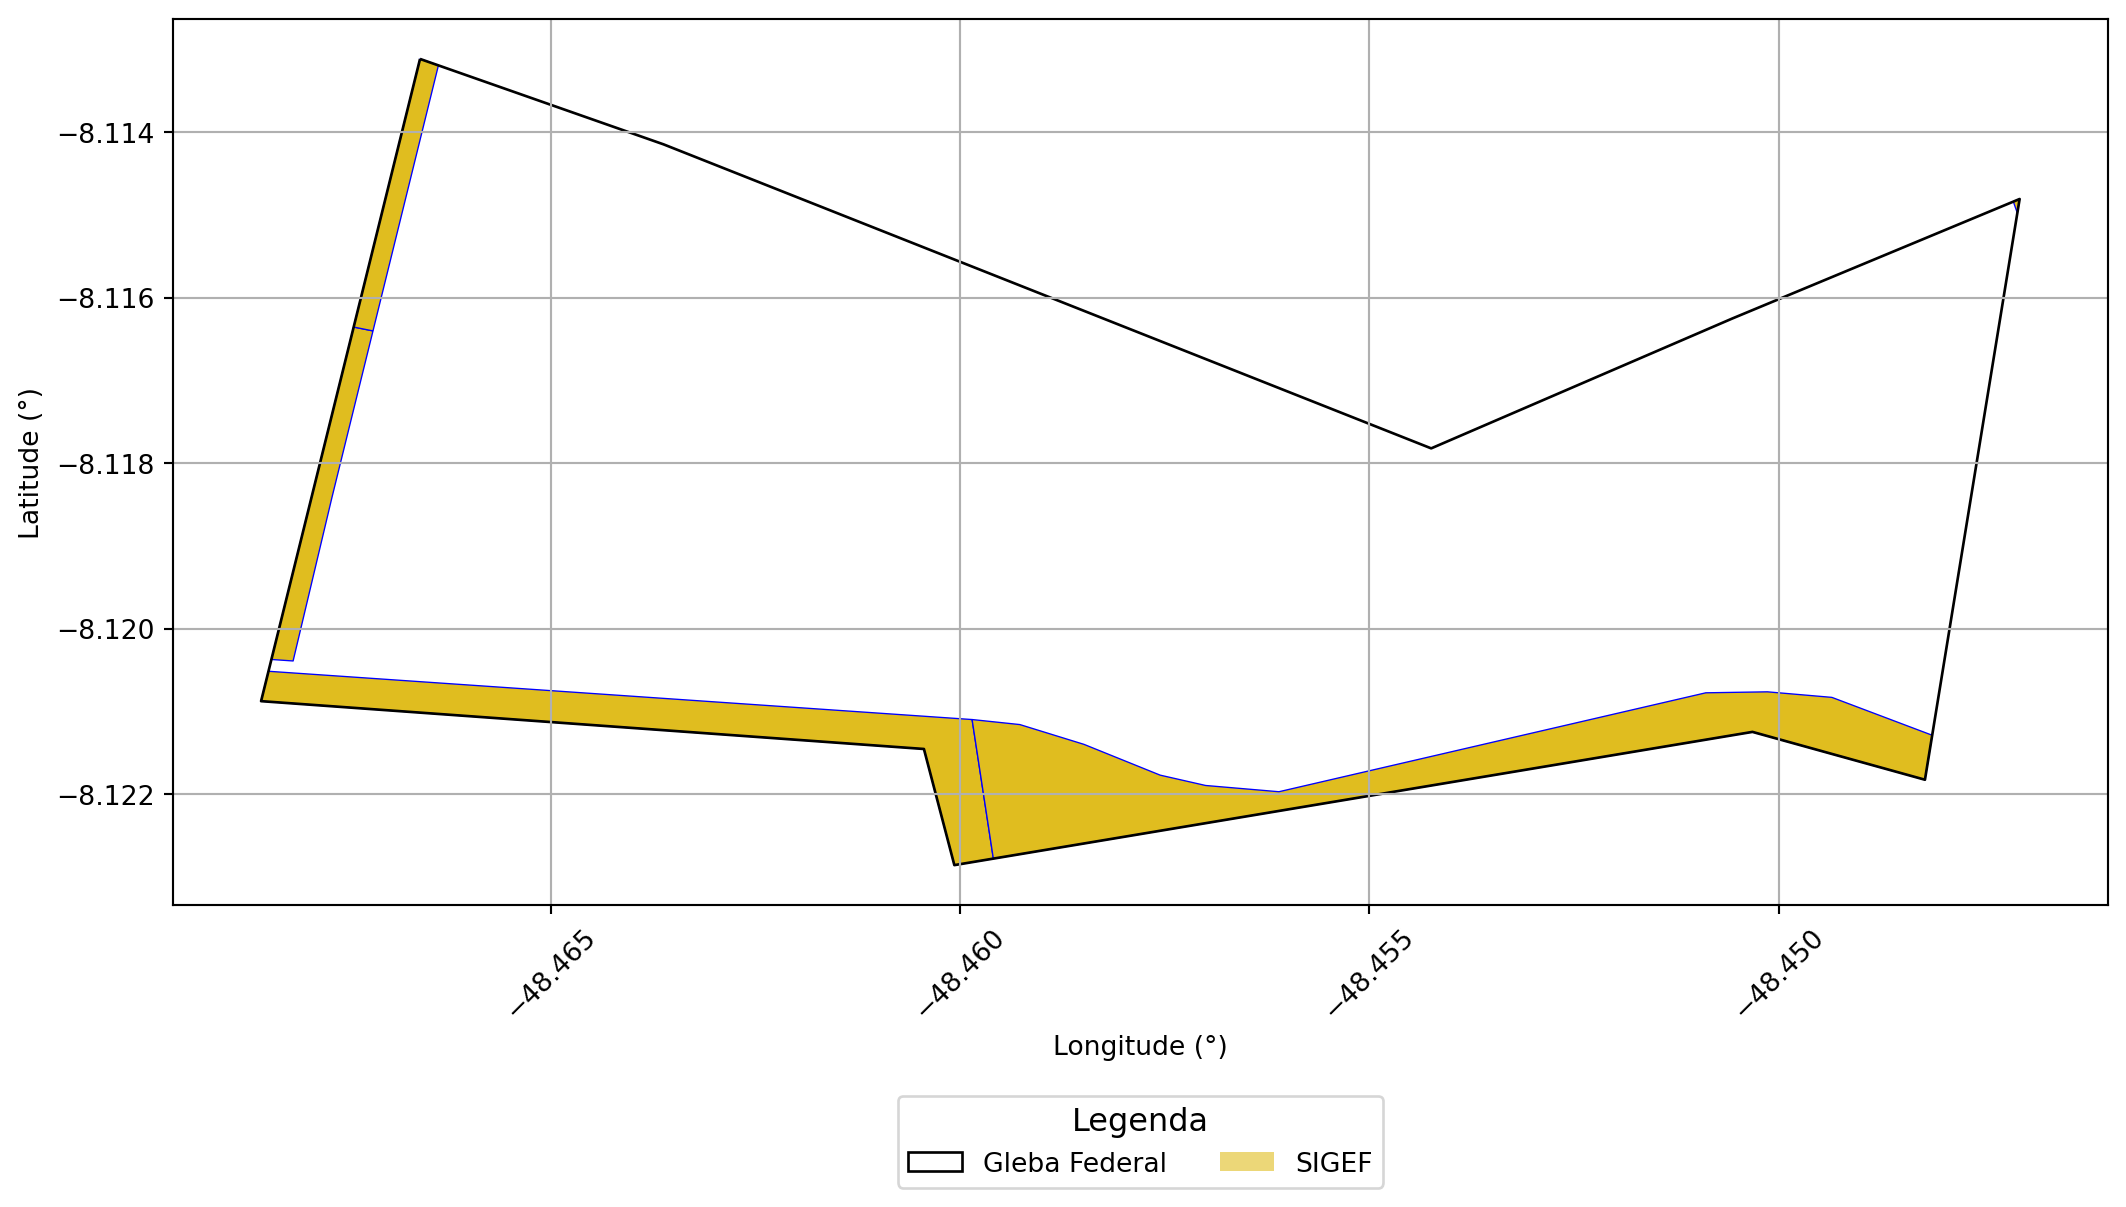 −8.114
−8.116
−8.118
−8.120
−8.122
Latitude (°)
−48.465
−48.460
−48.455
−48.450
Longitude (°)
Legenda
Gleba Federal
SIGEF